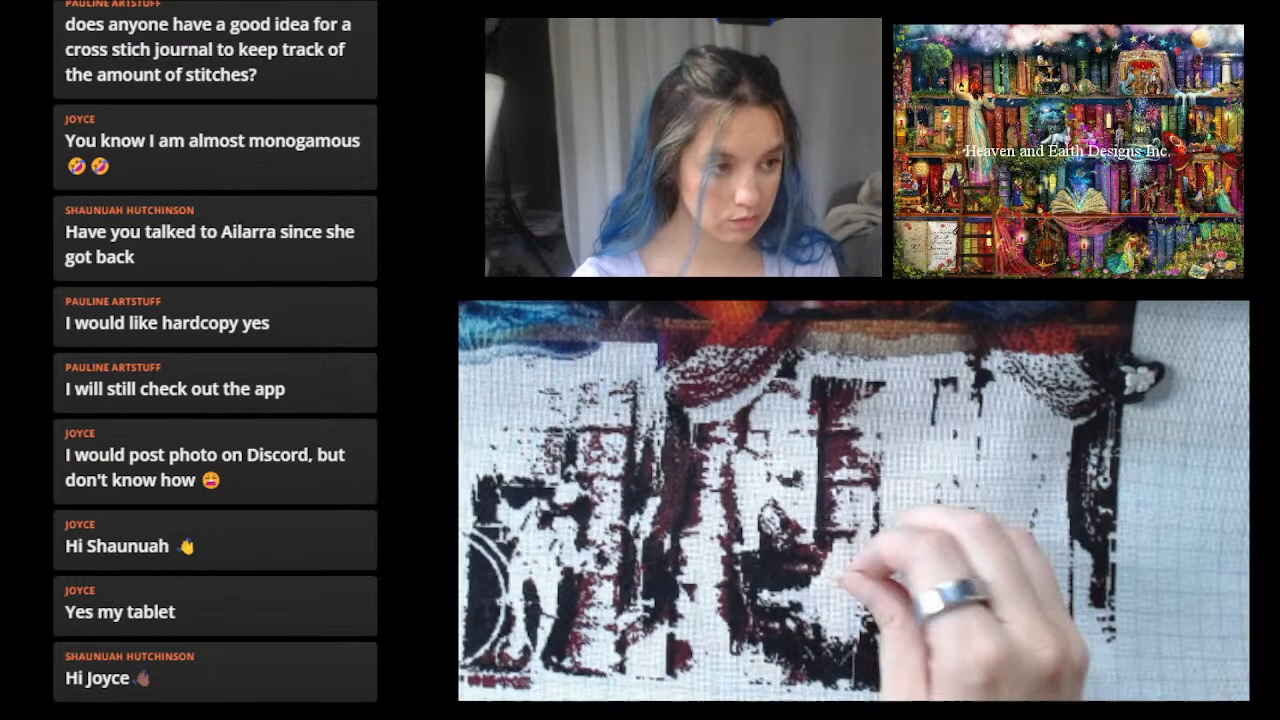 PAULINE ARTSTUFF
does anyone have a good idea for a
cross stich journal to keep track of
the amount of stitches?
JOYCE
You know I am almost monogamous
🤣 🤣
SHAUNUAH HUTCHINSON
Have you talked to Ailarra since she
got back
PAULINE ARTSTUFF
I would like hardcopy yes
PAULINE ARTSTUFF
I will still check out the app
JOYCE
I would post photo on Discord, but
don't know how 😩
JOYCE
Hi Shaunuah 👋
JOYCE
Yes my tablet
SHAUNUAH HUTCHINSON
Hi Joyce 👋🏾
Heaven and Earth Designs Inc.